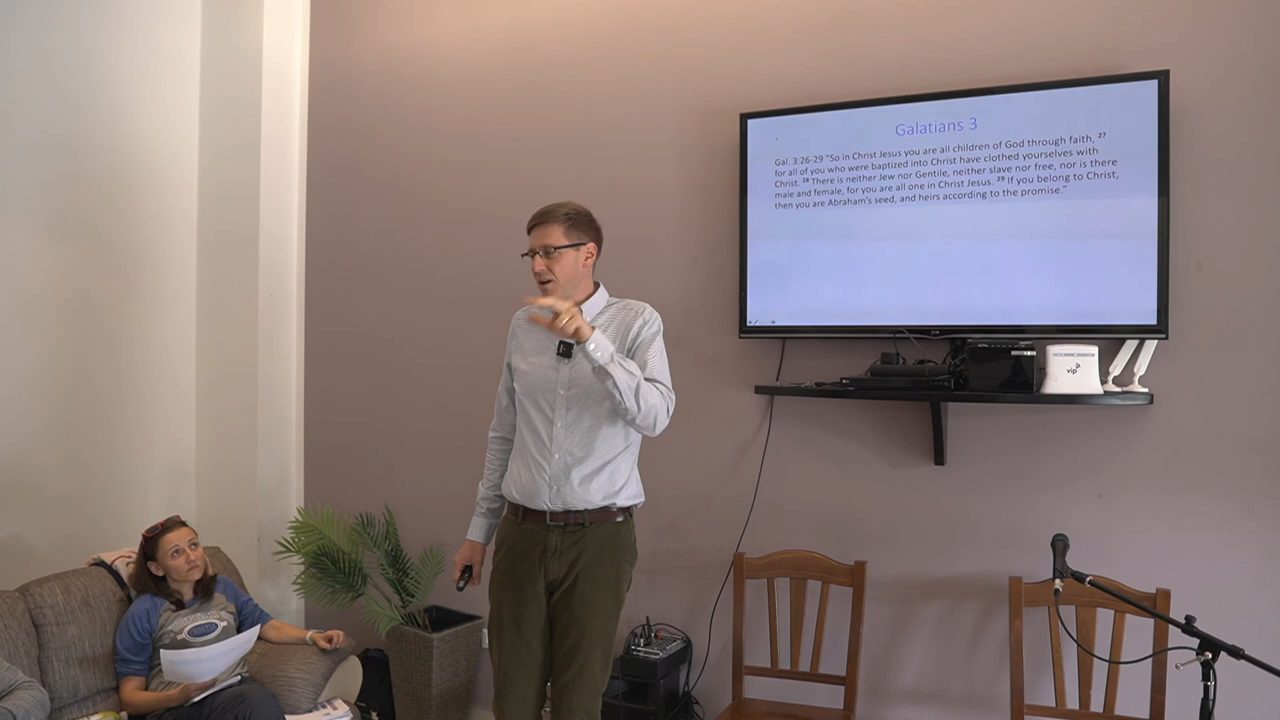 Galatians 3
Gal. 3:26-29 "So in Christ Jesus you are all children of God through faith, 27
for all of you who were baptized into Christ have clothed yourselves with
Christ. 28 There is neither Jew nor Gentile, neither slave nor free, nor is there
male and female, for you are all one in Christ Jesus. 29 If you belong to Christ,
then you are Abraham's seed, and heirs according to the promise."
vip